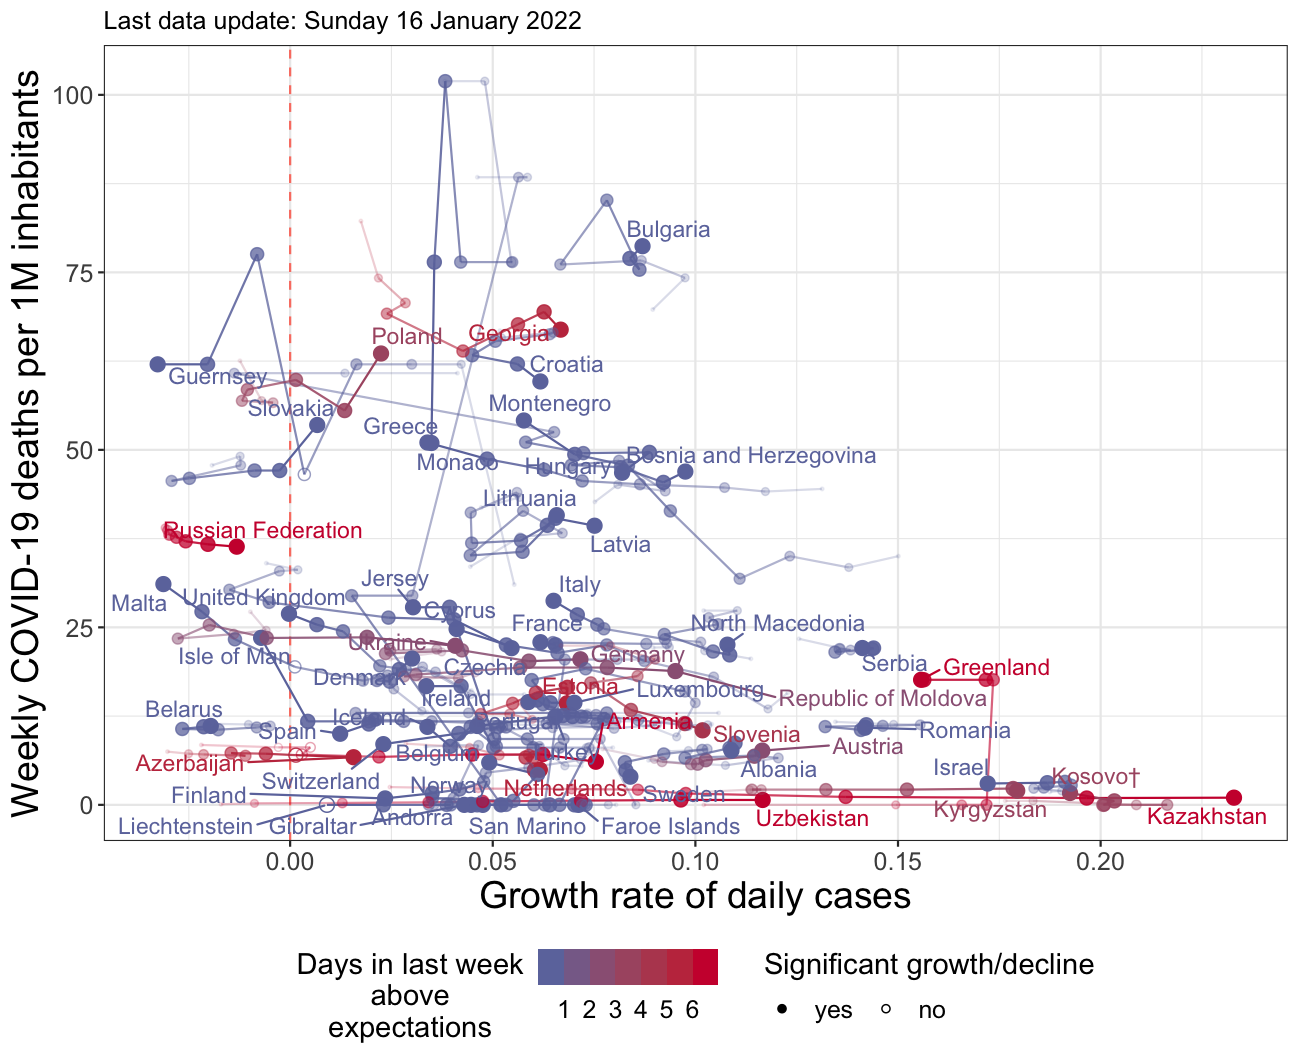 Last data update: Sunday 16 January 2022
Weekly COVID-19 deaths per 1M inhabitants
100
75
50
25
0
Bulgaria
Poland
Georgia
Guernsey
Croatia
Slovakia
Montenegro
Greece
Monaco
Hungary
Bosnia and Herzegovina
Lithuania
Russian Federation
Latvia
Jersey
Italy
Malta
United Kingdom
Cyprus
France
North Macedonia
Ukraine
Isle of Man
Czechia
Germany
Serbia
Greenland
Denmark
Estonia
Luxembourg
Republic of Moldova
Ireland
Belarus
Iceland
Portugal
Armenia
Spain
Slovenia
Romania
Austria
Belgium
Turkey
Azerbaijan
Albania
Israel
Kosovo†
Switzerland
Norway
Netherlands
Finland
Sweden
Kyrgyzstan
Liechtenstein
Gibraltar
Andorra
San Marino
Faroe Islands
Uzbekistan
Kazakhstan
0.00
0.05
0.10
0.15
0.20
Growth rate of daily cases
Days in last week
above
expectations
1 2 3 4 5 6
Significant growth/decline
yes
no